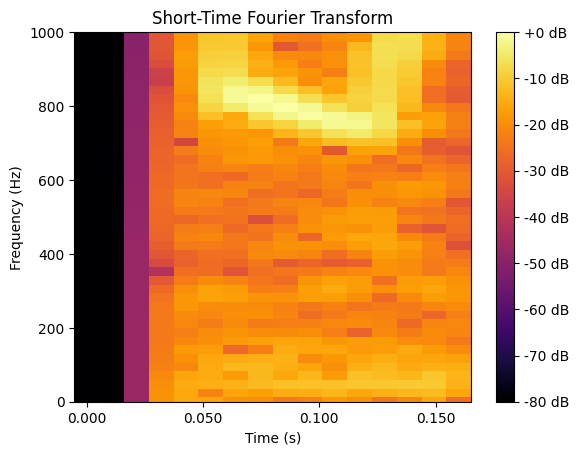 Short-Time Fourier Transform
1000
800
600
400
200
0
Frequency (Hz)
0.000
0.050
0.100
0.150
Time (s)
+0 dB
-10 dB
-20 dB
-30 dB
-40 dB
-50 dB
-60 dB
-70 dB
-80 dB